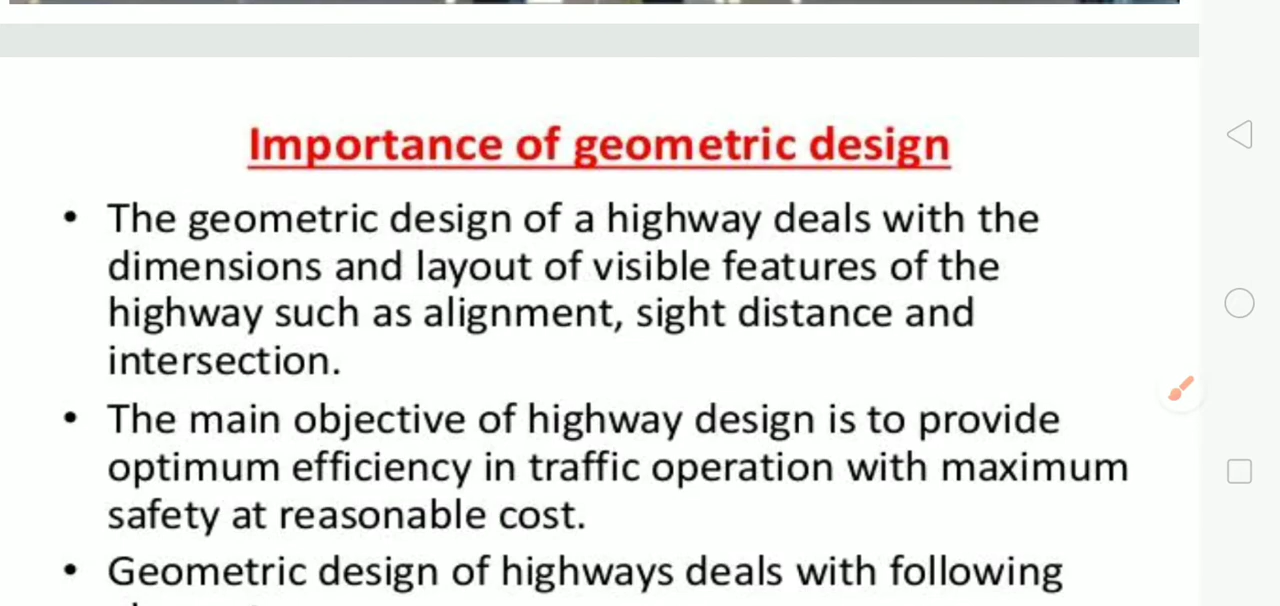 Importance of geometric design
• The geometric design of a highway deals with the
dimensions and layout of visible features of the
highway such as alignment, sight distance and
intersection.
• The main objective of highway design is to provide
optimum efficiency in traffic operation with maximum
safety at reasonable cost.
• Geometric design of highways deals with following